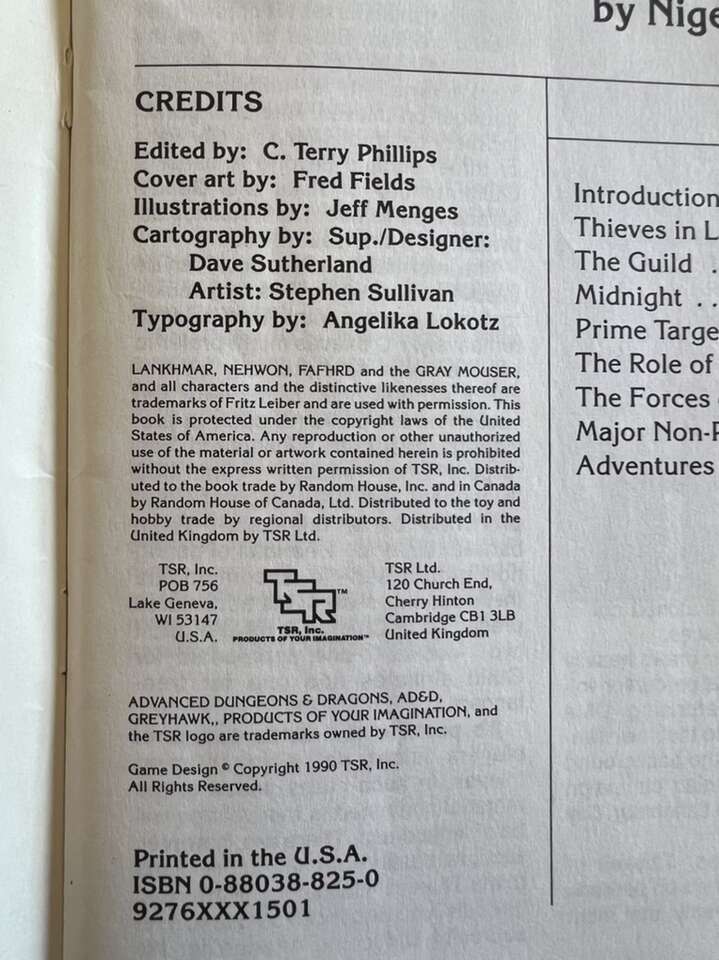 by Nige
CREDITS
Edited by: C. Terry Phillips
Cover art by: Fred Fields
Illustrations by: Jeff Menges
Cartography by: Sup./Designer:
Dave Sutherland
Artist: Stephen Sullivan
Typography by: Angelika Lokotz
LANKHMAR, NEHWON, FAFHRD and the GRAY MOUSER,
and all characters and the distinctive likenesses thereof are
trademarks of Fritz Leiber and are used with permission. This
book is protected under the copyright laws of the United
States of America. Any reproduction or other unauthorized
use of the material or artwork contained herein is prohibited
without the express written permission of TSR, Inc. Distrib-
uted to the book trade by Random House, Inc. and in Canada
by Random House of Canada, Ltd. Distributed to the toy and
hobby trade by regional distributors. Distributed in the
United Kingdom by TSR Ltd.
TSR, Inc.
POB 756
Lake Geneva,
WI 53147
U.S.A.
TSR™
TSR, Inc.
PRODUCTS OF YOUR IMAGINATION™
TSR Ltd.
120 Church End,
Cherry Hinton
Cambridge CB1 3LB
United Kingdom
ADVANCED DUNGEONS & DRAGONS, AD&D,
GREYHAWK,, PRODUCTS OF YOUR IMAGINATION, and
the TSR logo are trademarks owned by TSR, Inc.
Game Design © Copyright 1990 TSR, Inc.
All Rights Reserved.
Printed in the U.S.A.
ISBN 0-88038-825-0
9276XXX1501
Introduction
Thieves in L
The Guild .
Midnight . .
Prime Targe
The Role of
The Forces
Major Non-P
Adventures